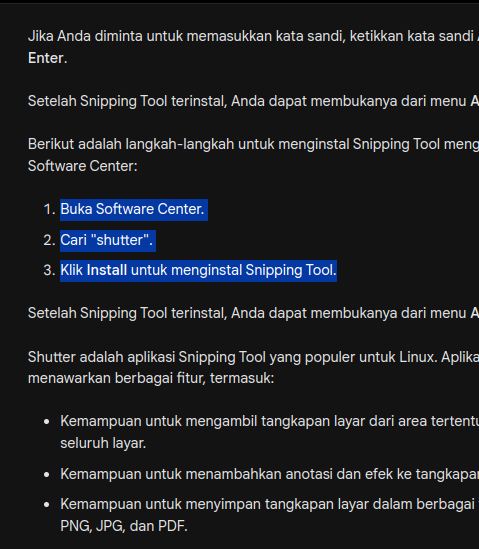 Jika Anda diminta untuk memasukkan kata sandi, ketikkan kata sandi
Enter.
Setelah Snipping Tool terinstal, Anda dapat membukanya dari menu A
Berikut adalah langkah-langkah untuk menginstal Snipping Tool meng
Software Center:
1. Buka Software Center.
2. Cari "shutter".
3. Klik Install untuk menginstal Snipping Tool.
Setelah Snipping Tool terinstal, Anda dapat membukanya dari menu A
Shutter adalah aplikasi Snipping Tool yang populer untuk Linux. Aplika
menawarkan berbagai fitur, termasuk:
• Kemampuan untuk mengambil tangkapan layar dari area tertentu
seluruh layar.
• Kemampuan untuk menambahkan anotasi dan efek ke tangkapan
• Kemampuan untuk menyimpan tangkapan layar dalam berbagai
PNG, JPG, dan PDF.